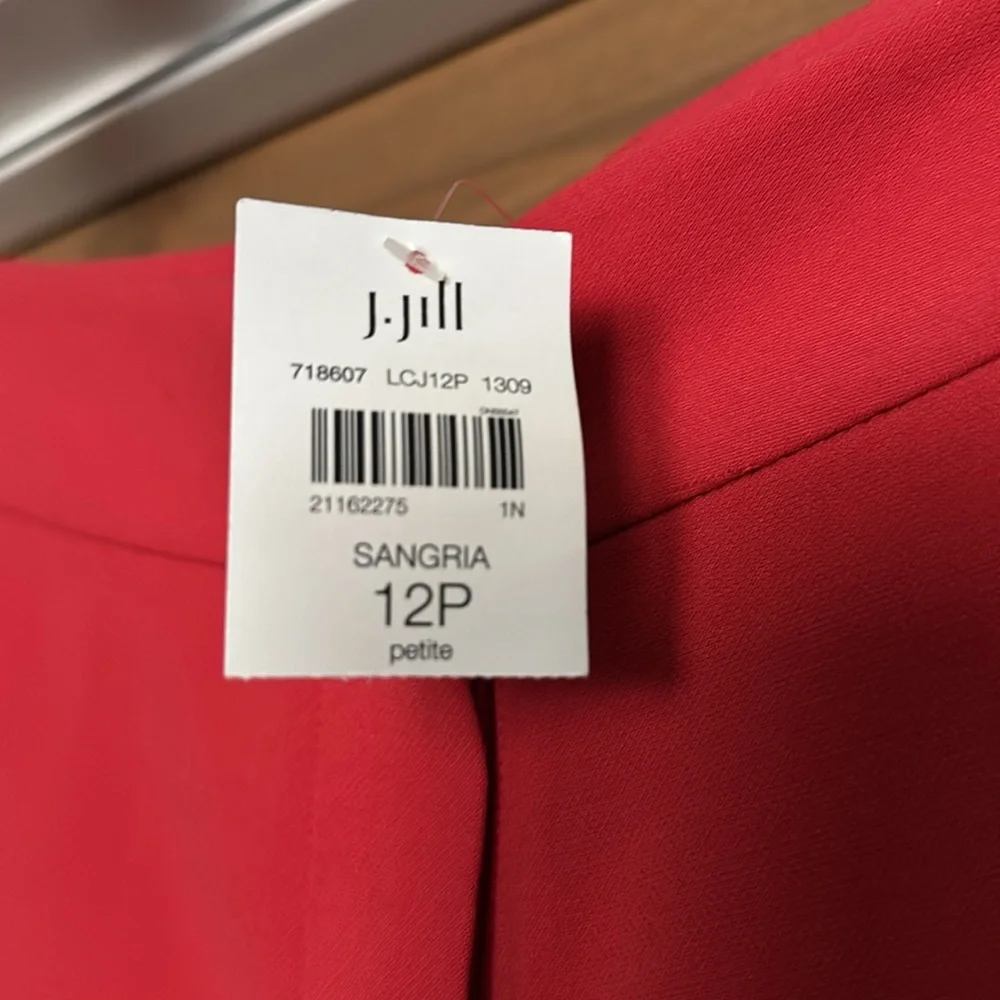 J.Jill
718607 LCJ12P 1309
21162275 1N
SANGRIA
12P
petite